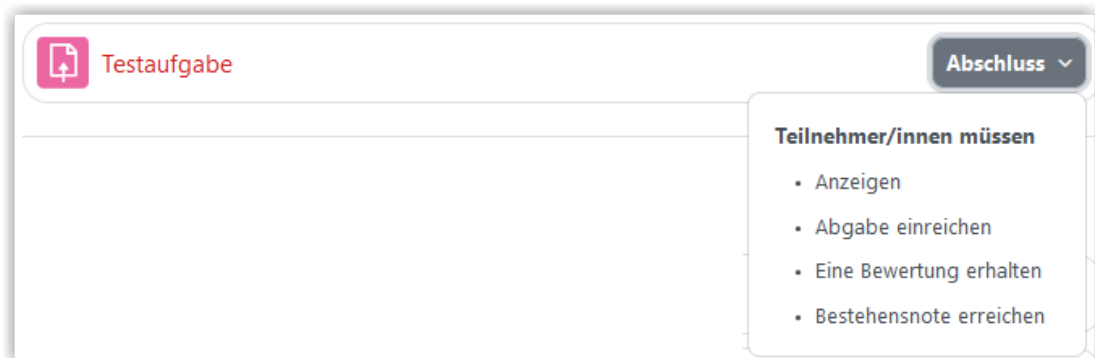 Testaufgabe
Abschluss
Teilnehmer/innen müssen
• Anzeigen
• Abgabe einreichen
• Eine Bewertung erhalten
• Bestehensnote erreichen